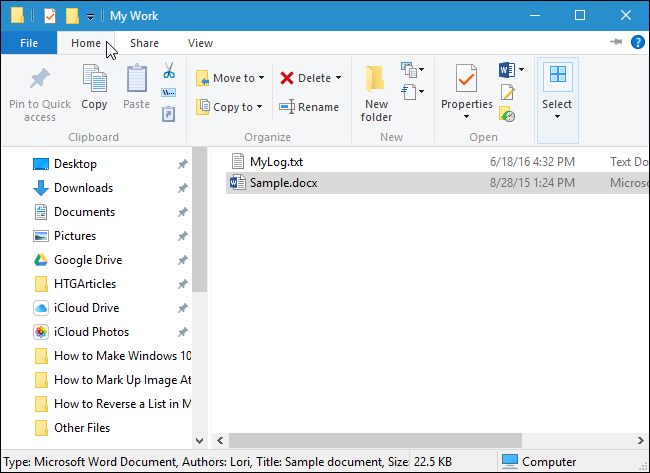 My Work
File Home Share View
Pin to Quick access
Copy
Paste
Move to
Copy to
Delete
Rename
New folder
Properties
Select
Clipboard Organize New Open
Desktop
Downloads
Documents
Pictures
Google Drive
HTGArticles
iCloud Drive
iCloud Photos
How to Make Windows 10
How to Mark Up Image At
How to Reverse a List in M
Other Files
MyLog.txt 6/18/16 4:32 PM Text Do
Sample.docx 8/28/15 1:24 PM Micros
Type: Microsoft Word Document, Authors: Lori, Title: Sample document, Size 22.5 KB Computer